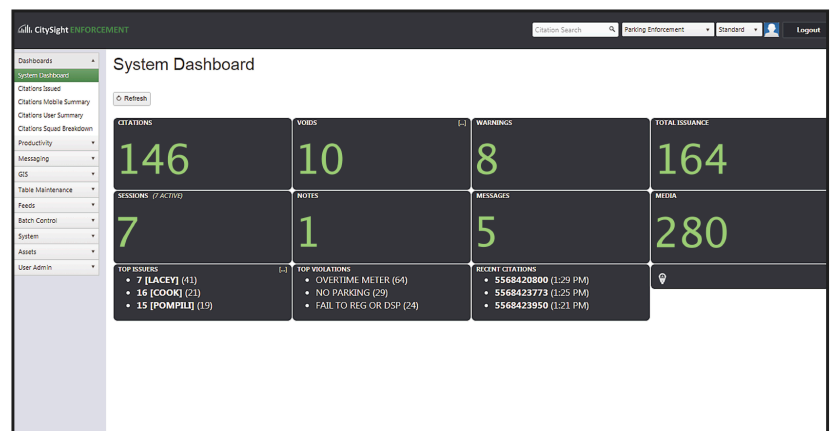 CitySight ENFORCEMENT
Citation Search
Parking Enforcement
Standard
Logout
Dashboards
System Dashboard
Citations Issued
Citations Mobile Summary
Citations User Summary
Citations Squad Breakdown
Productivity
Messaging
GIS
Table Maintenance
Feeds
Batch Control
System
Assets
User Admin
System Dashboard
Refresh
CITATIONS
146
VOIDS [...]
10
WARNINGS
8
TOTAL ISSUANCE
164
SESSIONS (7 ACTIVE)
7
NOTES
1
MESSAGES
5
MEDIA
280
TOP ISSUERS [...]
• 7 [LACEY] (41)
• 16 [COOK] (21)
• 15 [POMPILI] (19)
TOP VIOLATIONS
• OVERTIME METER (64)
• NO PARKING (29)
• FAIL TO REG OR DSP (24)
RECENT CITATIONS
• 5568420800 (1:29 PM)
• 5568423773 (1:25 PM)
• 5568423950 (1:21 PM)